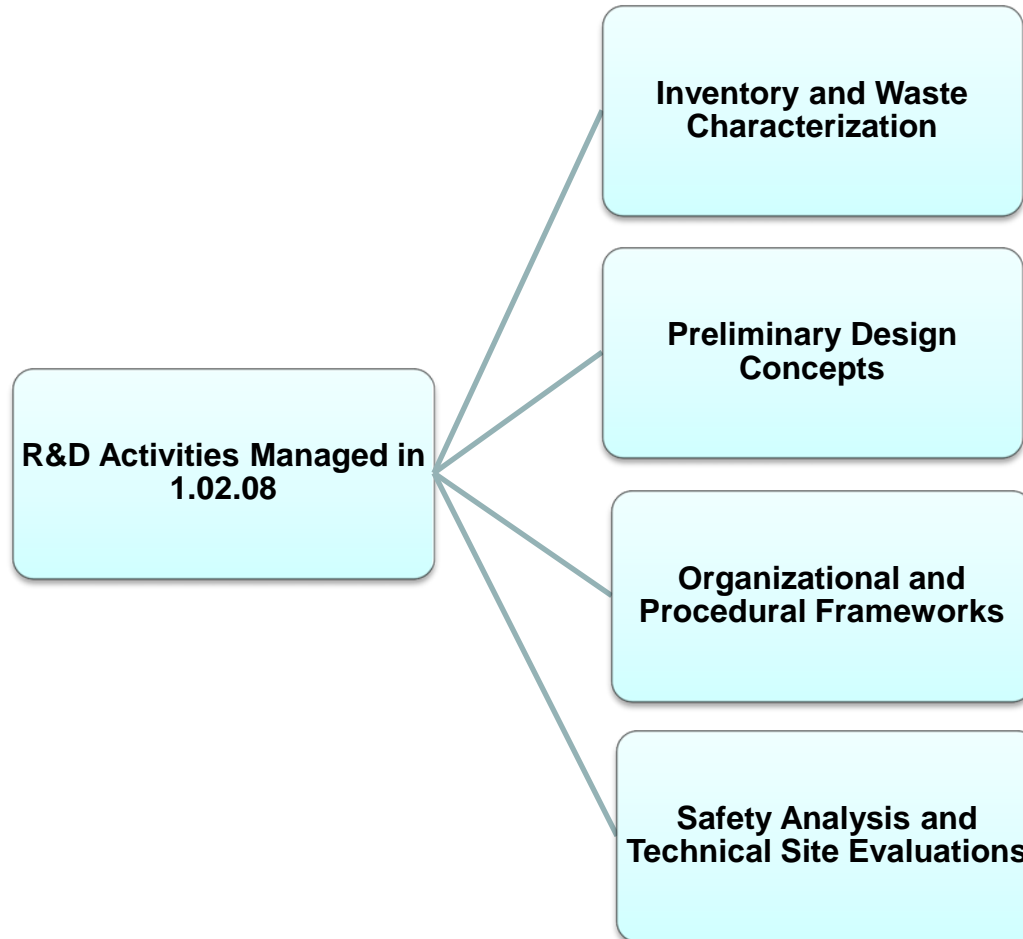 Inventory and Waste
Characterization
Preliminary Design
Concepts
R&D Activities Managed in
1.02.08
Organizational and
Procedural Frameworks
Safety Analysis and
Technical Site Evaluations